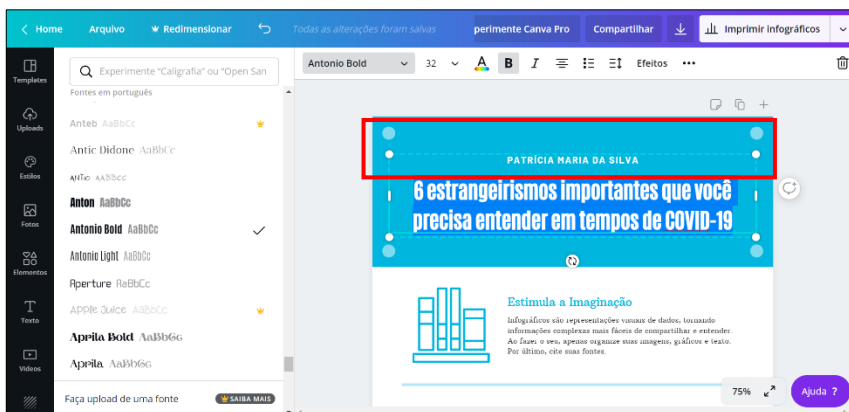 Home Arquivo Redimensionar Todas as alterações foram salvas perimente Canva Pro Compartilhar Imprimir infográficos
Experimente "Caligrafia" ou "Open San
Antonio Bold 32 A B I Efeitos
Templates
Uploads
Estilos
Fotos
Elementos
Texto
Vídeos
Fontes em português
Anteb AaBbCc
Antic Didone AaBbCc
Antic AaBbCc
Anton AaBbCc
Antonio Bold AaBbCc
Antonio Light AaBbCc
Aperture AaBbCc
Apple Juice AaBbCc
Aprila Bold AaBbCc
Aprila AaBbCc
Faça upload de uma fonte SAIBA MAIS
PATRÍCIA MARIA DA SILVA
6 estrangeirismos importantes que você
precisa entender em tempos de COVID-19
Estimula a Imaginação
Infográficos são representações visuais de dados, tornando
informações complexas mais fáceis de compartilhar e entender.
Ao fazer o seu, apenas organize suas imagens, gráficos e texto.
Por último, cite suas fontes.
75% Ajuda ?